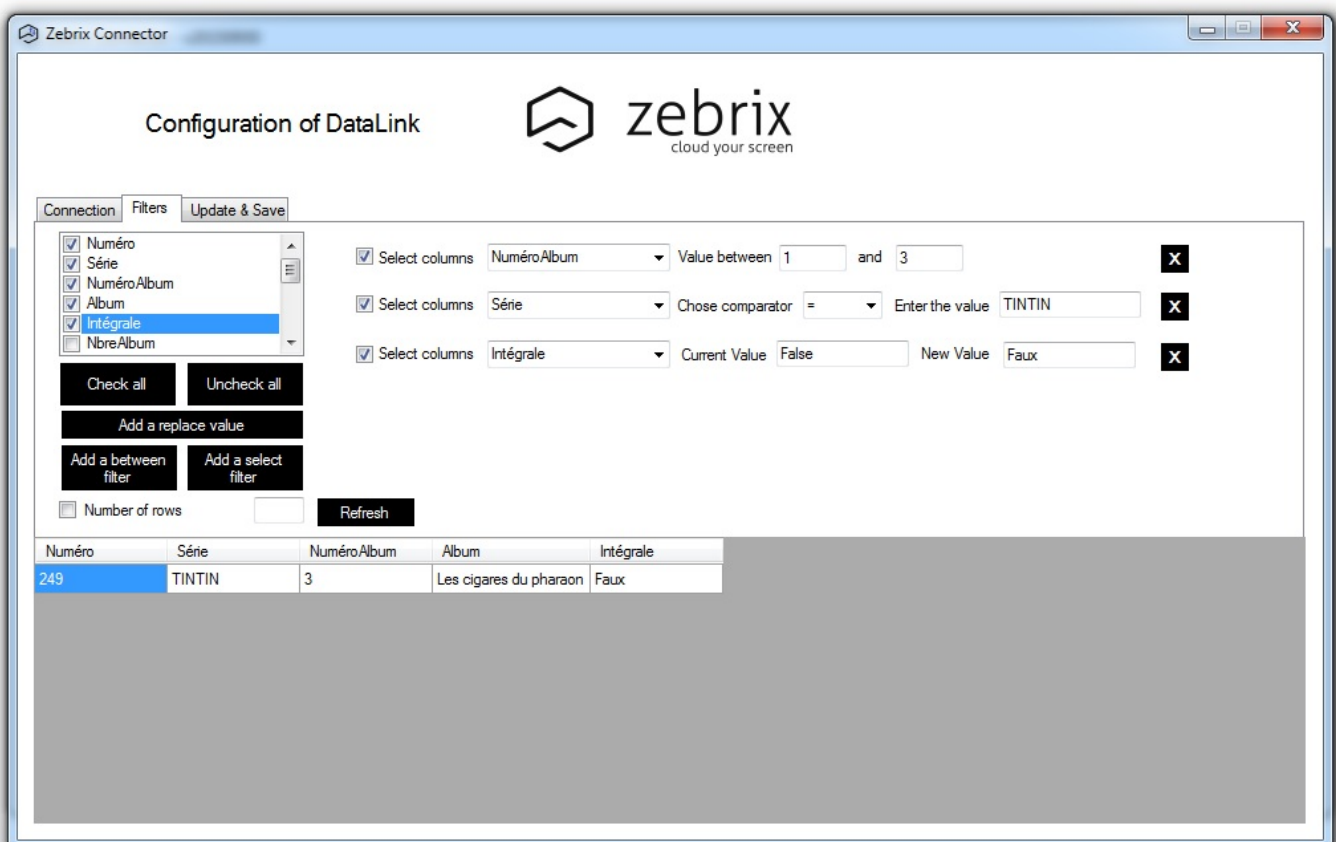 Zebrix Connector
Configuration of DataLink
zebrix
cloud your screen
Connection Filters Update & Save
Numéro
Série
NuméroAlbum
Album
Intégrale
NbreAlbum
Select columns NuméroAlbum Value between 1 and 3 X
Select columns Série Chose comparator = Enter the value TINTIN X
Select columns Intégrale Current Value False New Value Faux X
Check all Uncheck all
Add a replace value
Add a between filter Add a select filter
Number of rows Refresh
Numéro Série NuméroAlbum Album Intégrale
249 TINTIN 3 Les cigares du pharaon Faux